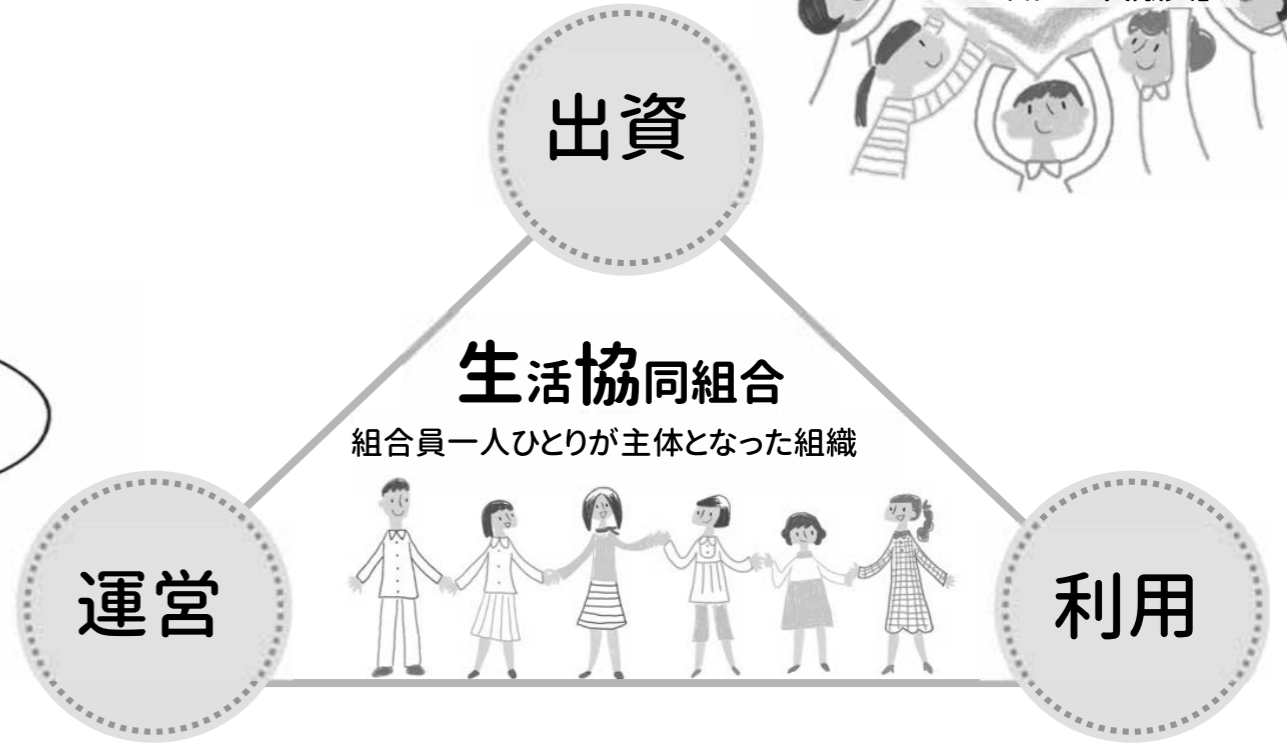 出資
生活協同組合
組合員一人ひとりが主体となった組織
運営
利用